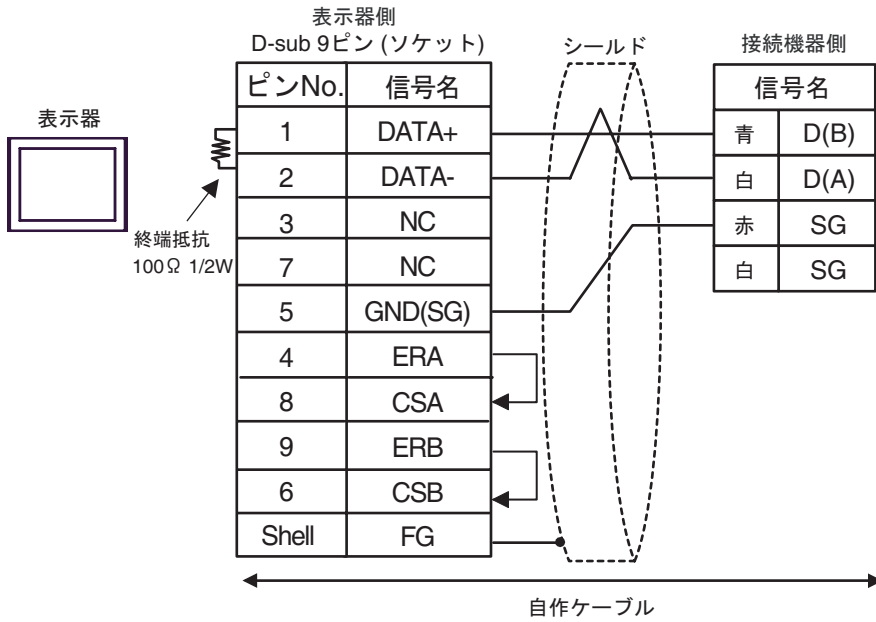 表示器側
D-sub 9ピン (ソケット)
シールド
接続機器側
表示器
ピンNo. 信号名
1 DATA+
2 DATA-
3 NC
7 NC
5 GND(SG)
4 ERA
8 CSA
9 ERB
6 CSB
Shell FG
終端抵抗
100Ω 1/2W
信号名
青 D(B)
白 D(A)
赤 SG
白 SG
自作ケーブル